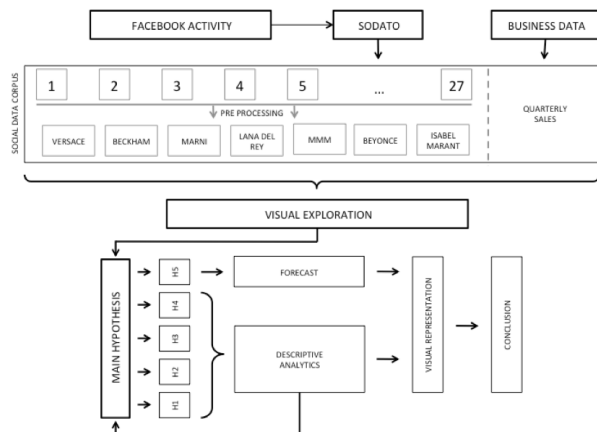 FACEBOOK ACTIVITY
SODATO
BUSINESS DATA
SOCIAL DATA CORPUS
1
2
3
4
5
...
27
PRE PROCESSING
VERSACE
BECKHAM
MARNI
LANA DEL
REY
MMM
BEYONCE
ISABEL
MARANT
QUARTERLY
SALES
VISUAL EXPLORATION
MAIN HYPOTHESIS
H5
H4
H3
H2
H1
FORECAST
DESCRIPTIVE
ANALYTICS
VISUAL REPRESENTATION
CONCLUSION